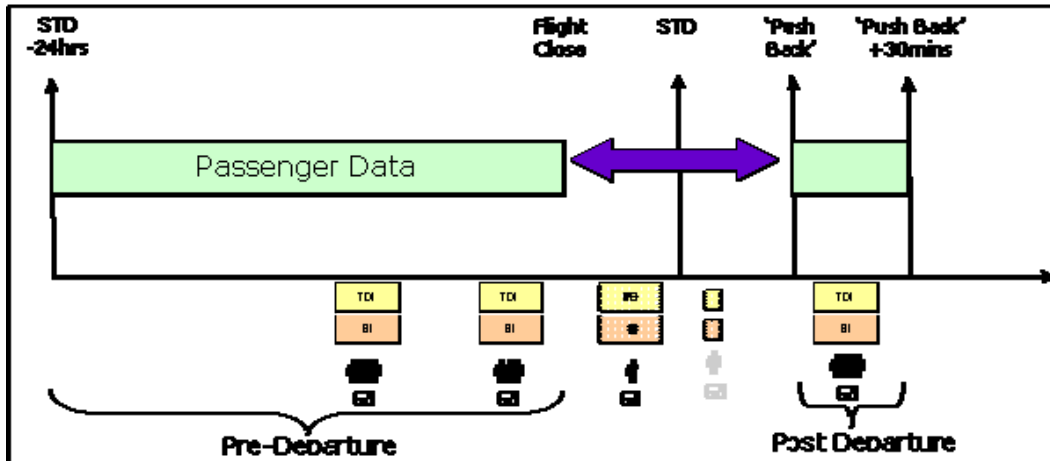 STD
-24hrs
Flight
Close
STD
'Push
Back'
'Push Back'
+30mins
Passenger Data
TDI
TDI
TDI
BI
BI
BI
Pre-Departure
Post Departure